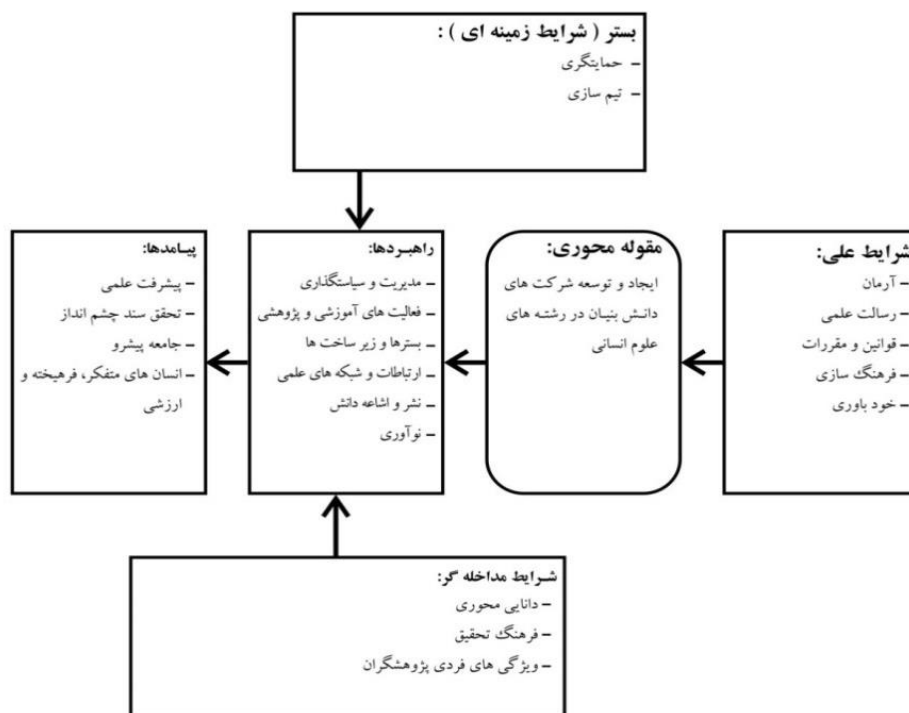 بستر ( شرایط زمینه ای ) :
– حمایتگری
– تیم سازی
شرایط علی:
– آرمان
– رسالت علمی
– قوانین و مقررات
– فرهنگ سازی
– خود باوری
مقوله محوری:
ایجاد و توسعه شرکت های
دانش بنیان در رشته های
علوم انسانی
راهبردها:
– مدیریت و سیاستگذاری
– فعالیت های آموزشی و پژوهشی
– بسترها و زیر ساخت ها
– ارتباطات و شبکه های علمی
– نشر و اشاعه دانش
– نوآوری
پیامدها:
– پیشرفت علمی
– تحقق سند چشم انداز
– جامعه پیشرو
– انسان های متفکر، فرهیخته و
ارزشی
شرایط مداخله گر:
– دانایی محوری
– فرهنگ تحقیق
– ویژگی های فردی پژوهشگران